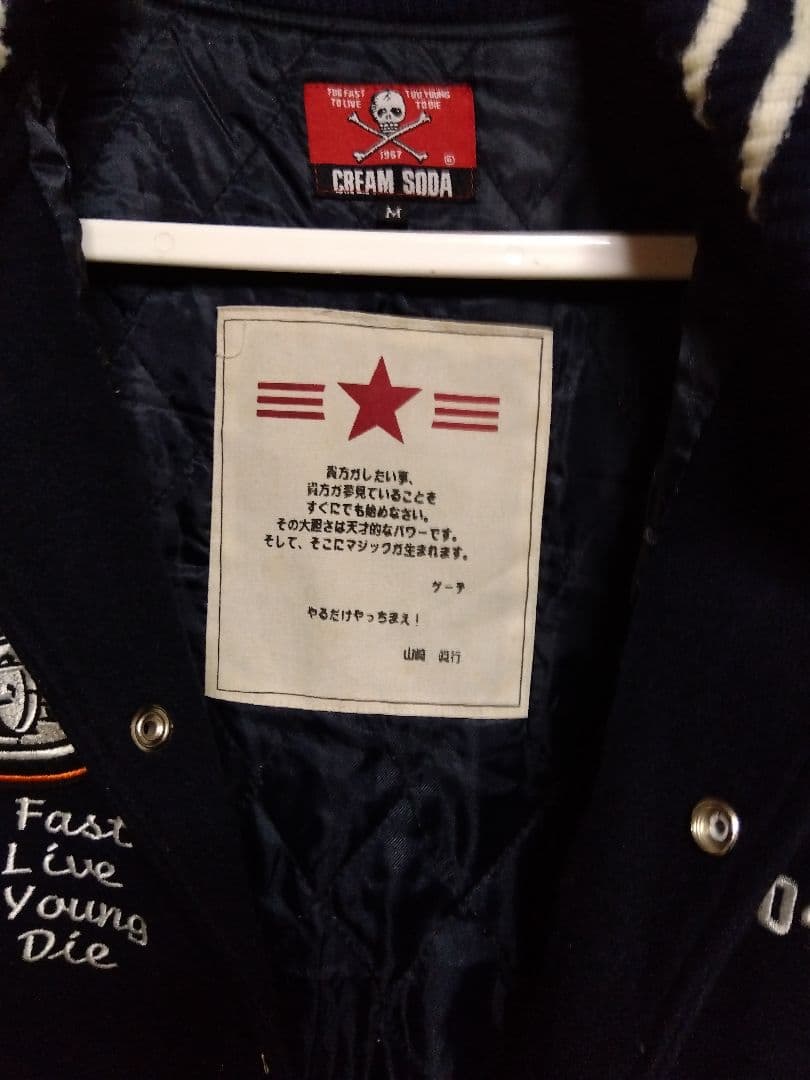 TOO FAST TOO YOUNG
TO LIVE TO DIE
1967
CREAM SODA
M
貴方がしたい事、
貴方が夢見ていることを
すぐにでも始めなさい。
その大胆さは天才的なパワーです。
そして、そこにマジックが生まれます。
ゲーテ
やるだけやっちまえ!
山崎 眞行
Fast
Live
Young
Die